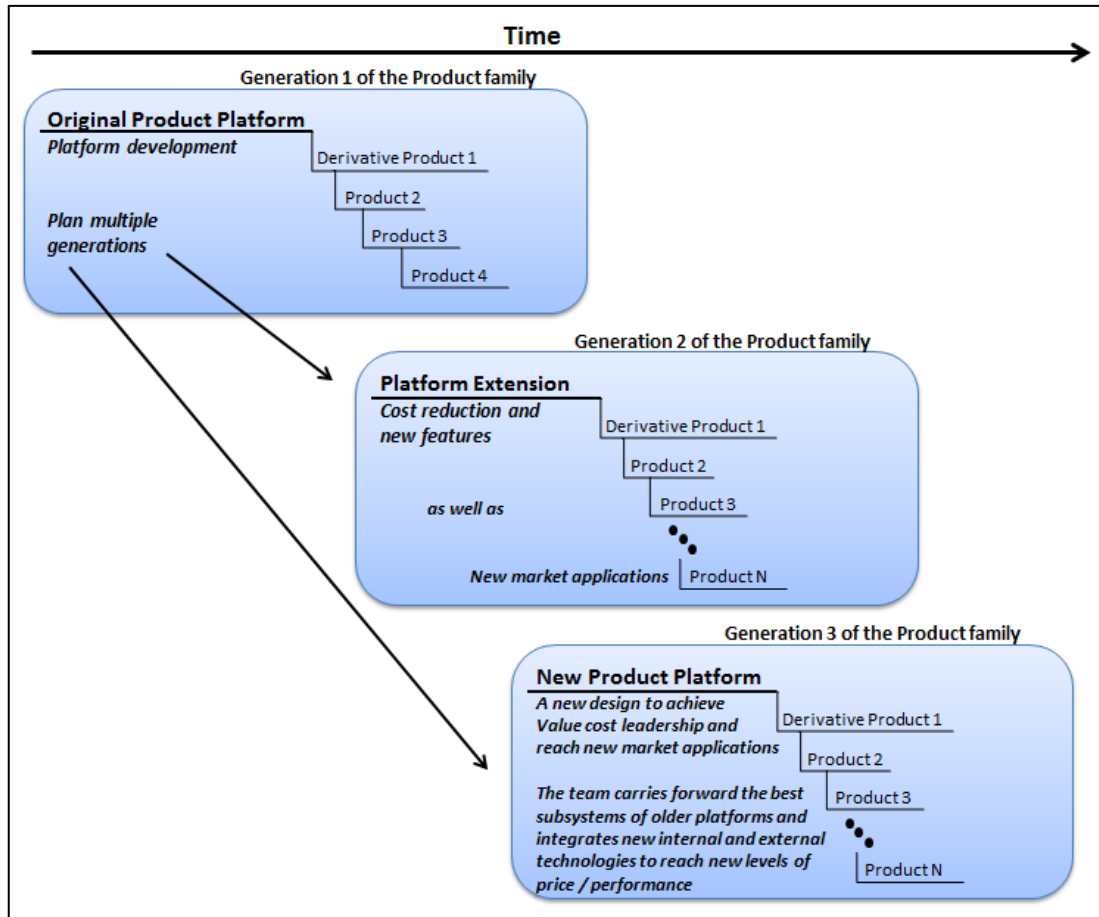 Time
Generation 1 of the Product family
Original Product Platform
Platform development
Derivative Product 1
Product 2
Plan multiple
generations
Product 3
Product 4
Generation 2 of the Product family
Platform Extension
Cost reduction and
new features
Derivative Product 1
Product 2
Product 3
as well as
New market applications
Product N
Generation 3 of the Product family
New Product Platform
A new design to achieve
Value cost leadership and
reach new market applications
Derivative Product 1
Product 2
Product 3
The team carries forward the best
subsystems of older platforms and
integrates new internal and external
technologies to reach new levels of
price / performance
Product N